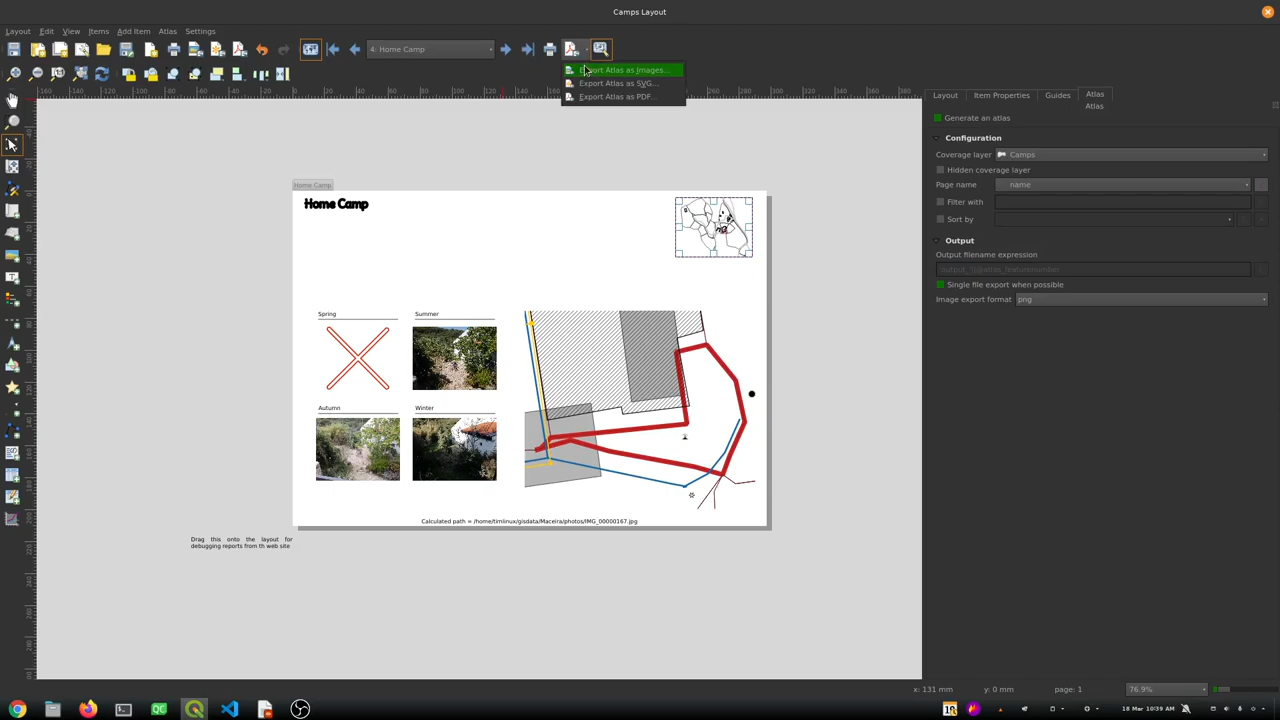 Camps Layout
Layout Edit View Items Add Item Atlas Settings
4: Home Camp
Export Atlas as Images...
Export Atlas as SVG...
Export Atlas as PDF...
Layout Item Properties Guides Atlas
Atlas
Generate an atlas
Configuration
Coverage layer Camps
Hidden coverage layer
Page name name
Filter with
Sort by
Output
Output filename expression
'output_'||@atlas_featurenumber
Single file export when possible
Image export format png
Home Camp
Home Camp
Spring Summer
Autumn Winter
Calculated path = /home/timlinux/gisdata/Maceira/photos/IMG_00000167.jpg
Drag this onto the layout for
debugging reports from th web site
x: 131 mm y: 0 mm page: 1 76.9%
18 Mar 10:39 AM